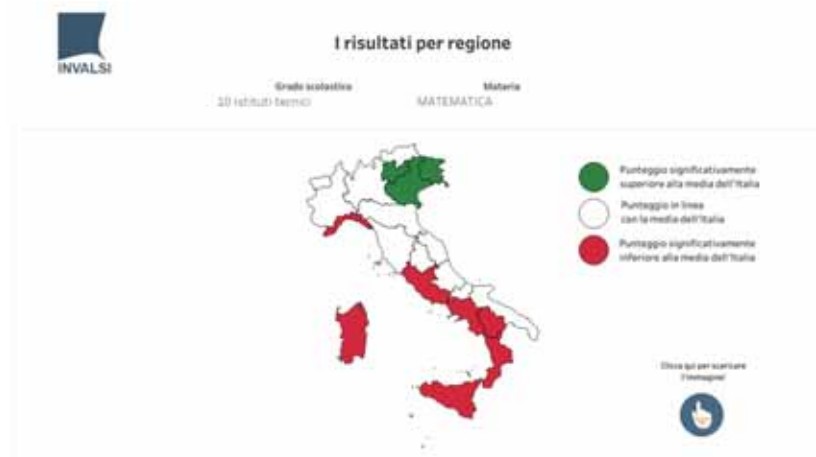 INVALSI
I risultati per regione
Grado scolastico
Materia
10 istituti tecnici
MATEMATICA
Punteggio significativamente
superiore alla media dell'Italia
Punteggio in linea
con la media dell'Italia
Punteggio significativamente
inferiore alla media dell'Italia
Clicca qui per scaricare
l'immagine!